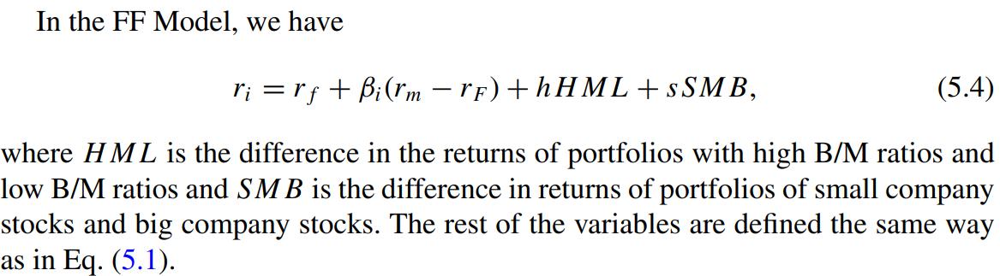 In the FF Model, we have
r_i = r_f + β_i(r_m − r_F) + hHML + sSMB, (5.4)
where HML is the difference in the returns of portfolios with high B/M ratios and
low B/M ratios and SMB is the difference in returns of portfolios of small company
stocks and big company stocks. The rest of the variables are defined the same way
as in Eq. (5.1).